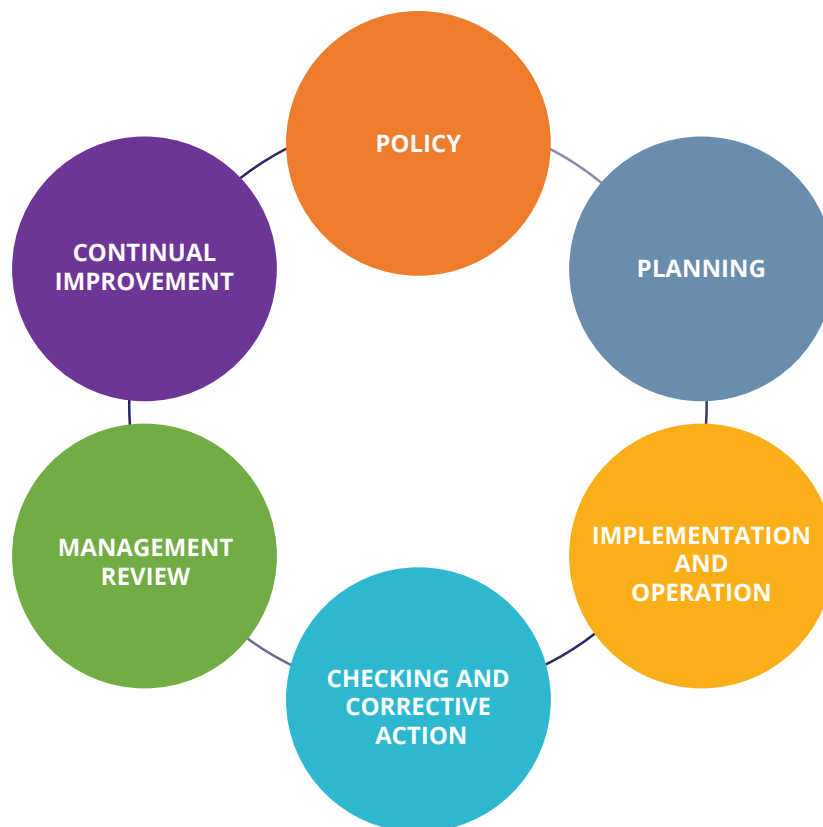 POLICY
PLANNING
IMPLEMENTATION
AND
OPERATION
CHECKING AND
CORRECTIVE
ACTION
MANAGEMENT
REVIEW
CONTINUAL
IMPROVEMENT